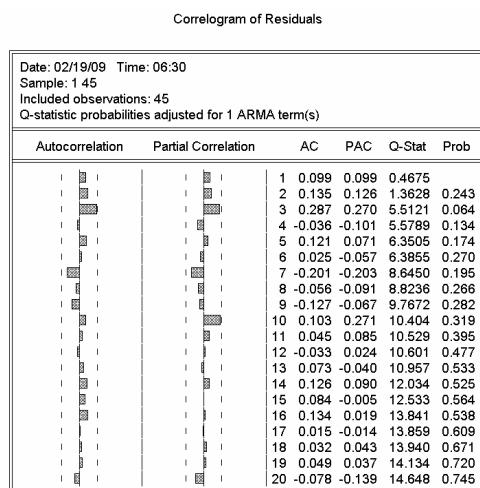 Correlogram of Residuals
Date: 02/19/09 Time: 06:30
Sample: 1 45
Included observations: 45
Q-statistic probabilities adjusted for 1 ARMA term(s)
Autocorrelation Partial Correlation AC PAC Q-Stat Prob
1 0.099 0.099 0.4675
2 0.135 0.126 1.3628 0.243
3 0.287 0.270 5.5121 0.064
4 -0.036 -0.101 5.5789 0.134
5 0.121 0.071 6.3505 0.174
6 0.025 -0.057 6.3855 0.270
7 -0.201 -0.203 8.6450 0.195
8 -0.056 -0.091 8.8236 0.266
9 -0.127 -0.067 9.7672 0.282
10 0.103 0.271 10.404 0.319
11 0.045 0.085 10.529 0.395
12 -0.033 0.024 10.601 0.477
13 0.073 -0.040 10.957 0.533
14 0.126 0.090 12.034 0.525
15 0.084 -0.005 12.533 0.564
16 0.134 0.019 13.841 0.538
17 0.015 -0.014 13.859 0.609
18 0.032 0.043 13.940 0.671
19 0.049 0.037 14.134 0.720
20 -0.078 -0.139 14.648 0.745